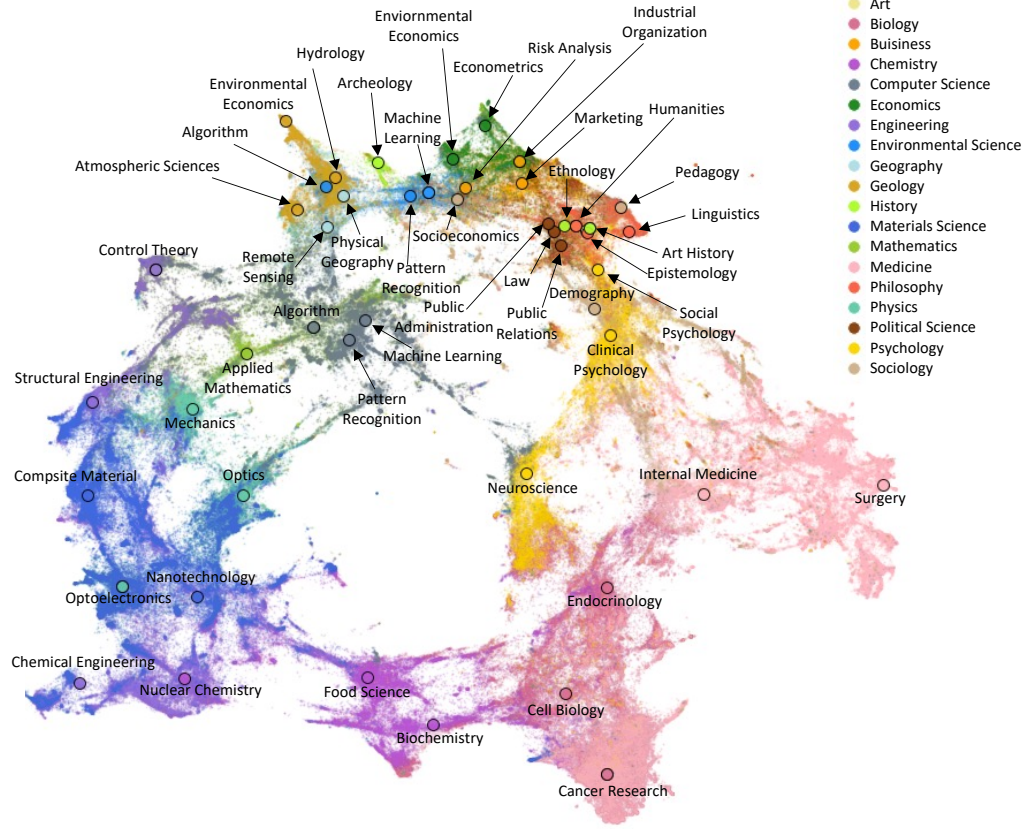 Art
Biology
Buisiness
Chemistry
Computer Science
Economics
Engineering
Environmental Science
Geography
Geology
History
Materials Science
Mathematics
Medicine
Philosophy
Physics
Political Science
Psychology
Sociology
Enviornmental
Economics
Industrial
Organization
Hydrology
Risk Analysis
Archeology
Econometrics
Environmental
Economics
Machine
Learning
Humanities
Marketing
Algorithm
Atmospheric Sciences
Ethnology
Pedagogy
Linguistics
Control Theory
Remote
Sensing
Physical
Geography
Pattern
Recognition
Socioeconomics
Art History
Epistemology
Law
Public
Administration
Public
Relations
Demography
Social
Psychology
Algorithm
Machine Learning
Clinical
Psychology
Applied
Mathematics
Structural Engineering
Pattern
Recognition
Mechanics
Compsite Material
Optics
Neuroscience
Internal Medicine
Surgery
Nanotechnology
Optoelectronics
Endocrinology
Chemical Engineering
Nuclear Chemistry
Food Science
Cell Biology
Biochemistry
Cancer Research